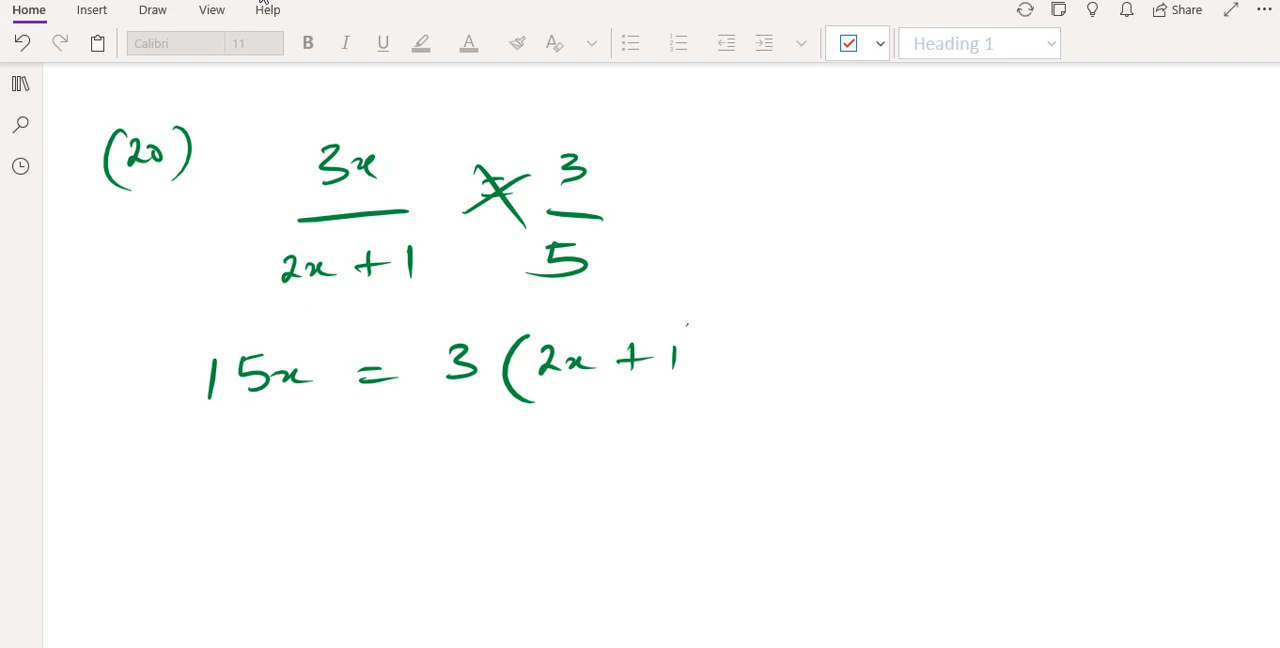 Home Insert Draw View Help Share
Calibri 11 B I U A A Heading 1
(20) 3x = 3
2x + 1 5
15x = 3 (2x + 1